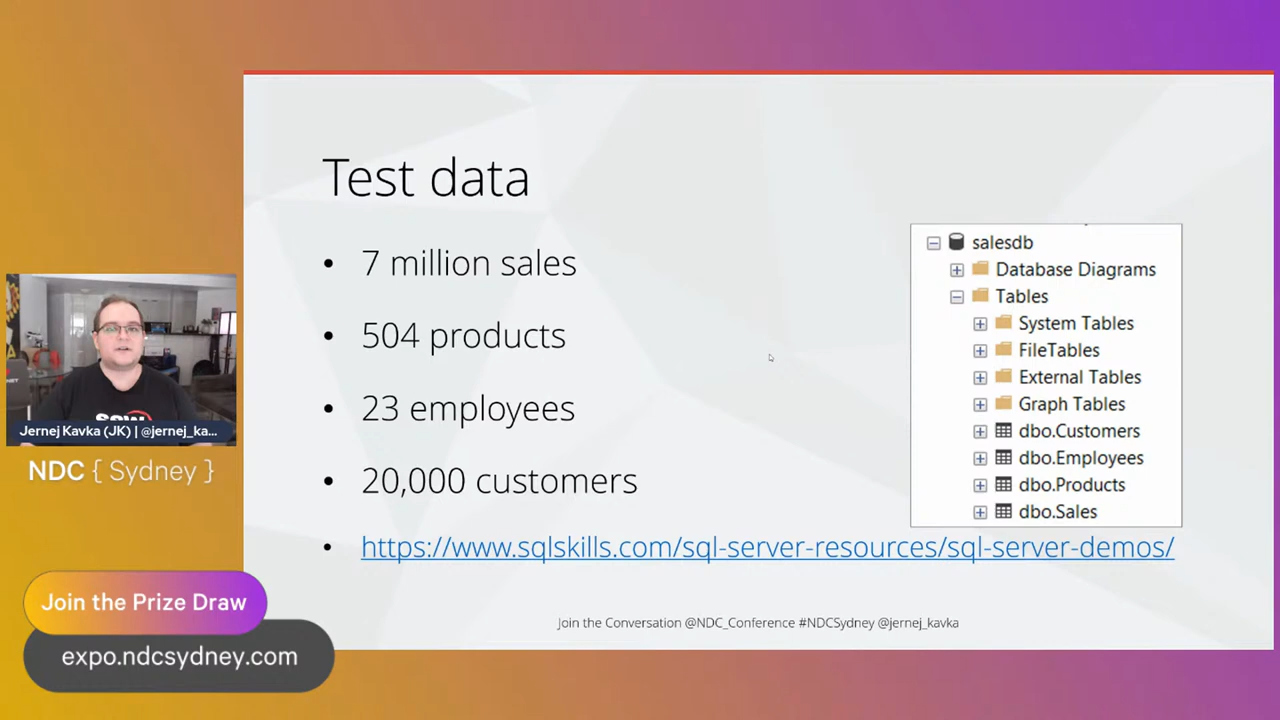 Test data
• 7 million sales
• 504 products
• 23 employees
• 20,000 customers
• https://www.sqlskills.com/sql-server-resources/sql-server-demos/
salesdb
Database Diagrams
Tables
System Tables
FileTables
External Tables
Graph Tables
dbo.Customers
dbo.Employees
dbo.Products
dbo.Sales
Join the Conversation @NDC_Conference #NDCSydney @jernej_kavka
Jernej Kavka (JK) | @jernej_ka...
NDC { Sydney }
Join the Prize Draw
expo.ndcsydney.com